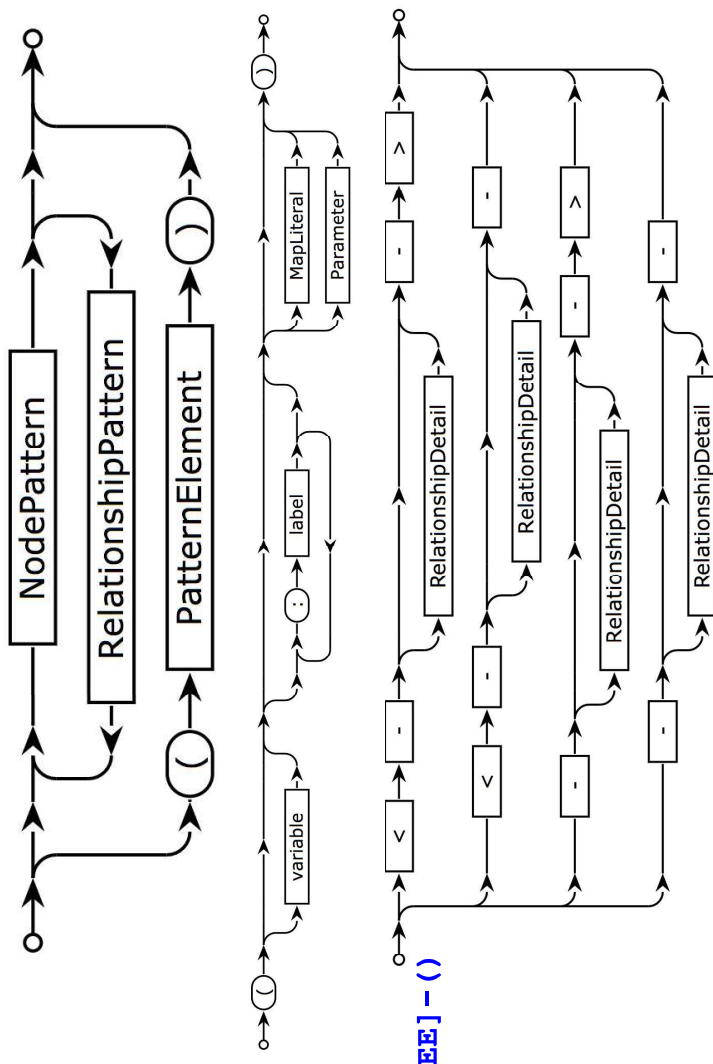 NodePattern
RelationshipPattern
( PatternElement )
( )
variable : label MapLiteral
Parameter
< - - >
EE]-() RelationshipDetail
< - -
RelationshipDetail
- - >
RelationshipDetail
- -
RelationshipDetail